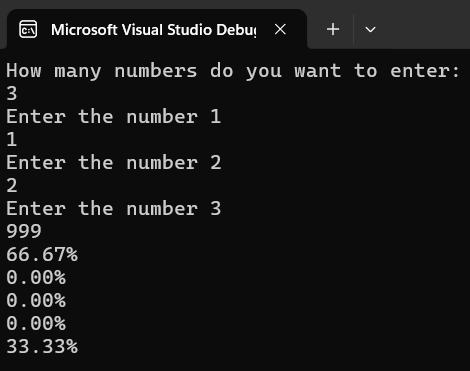 Microsoft Visual Studio Debu
How many numbers do you want to enter:
3
Enter the number 1
1
Enter the number 2
2
Enter the number 3
999
66.67%
0.00%
0.00%
0.00%
33.33%